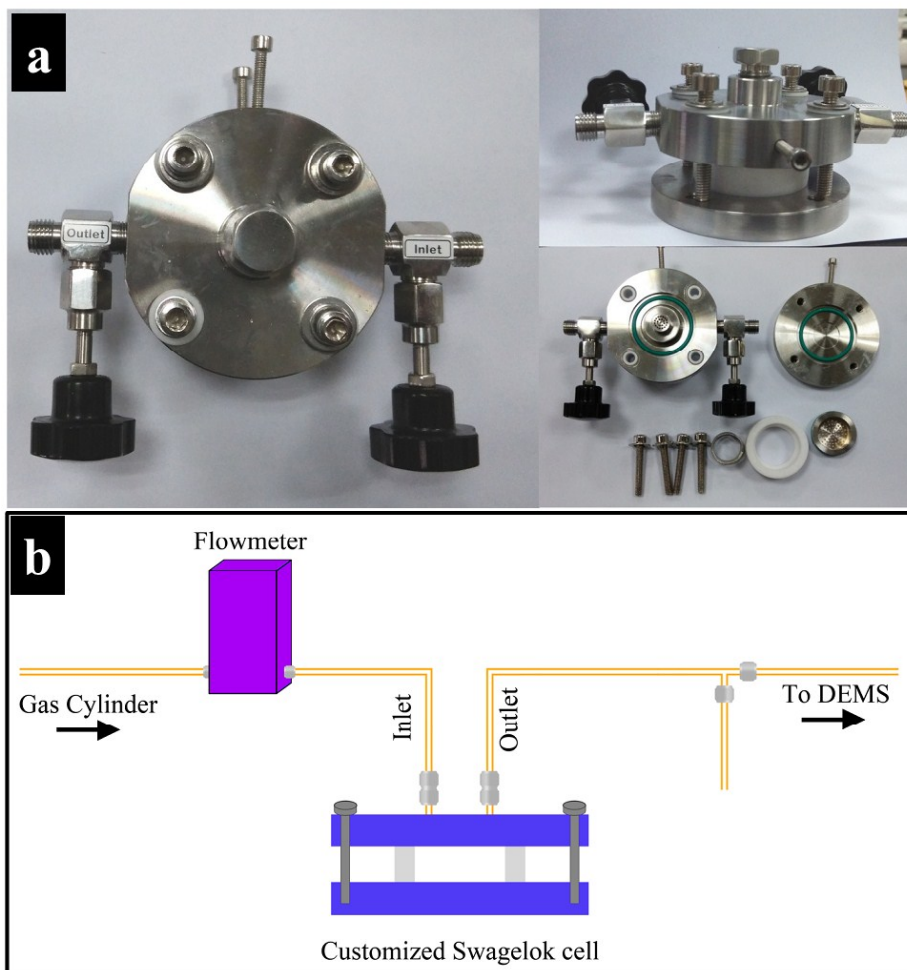 a
Outlet
Inlet
b
Flowmeter
Gas Cylinder
Inlet
Outlet
To DEMS
Customized Swagelok cell